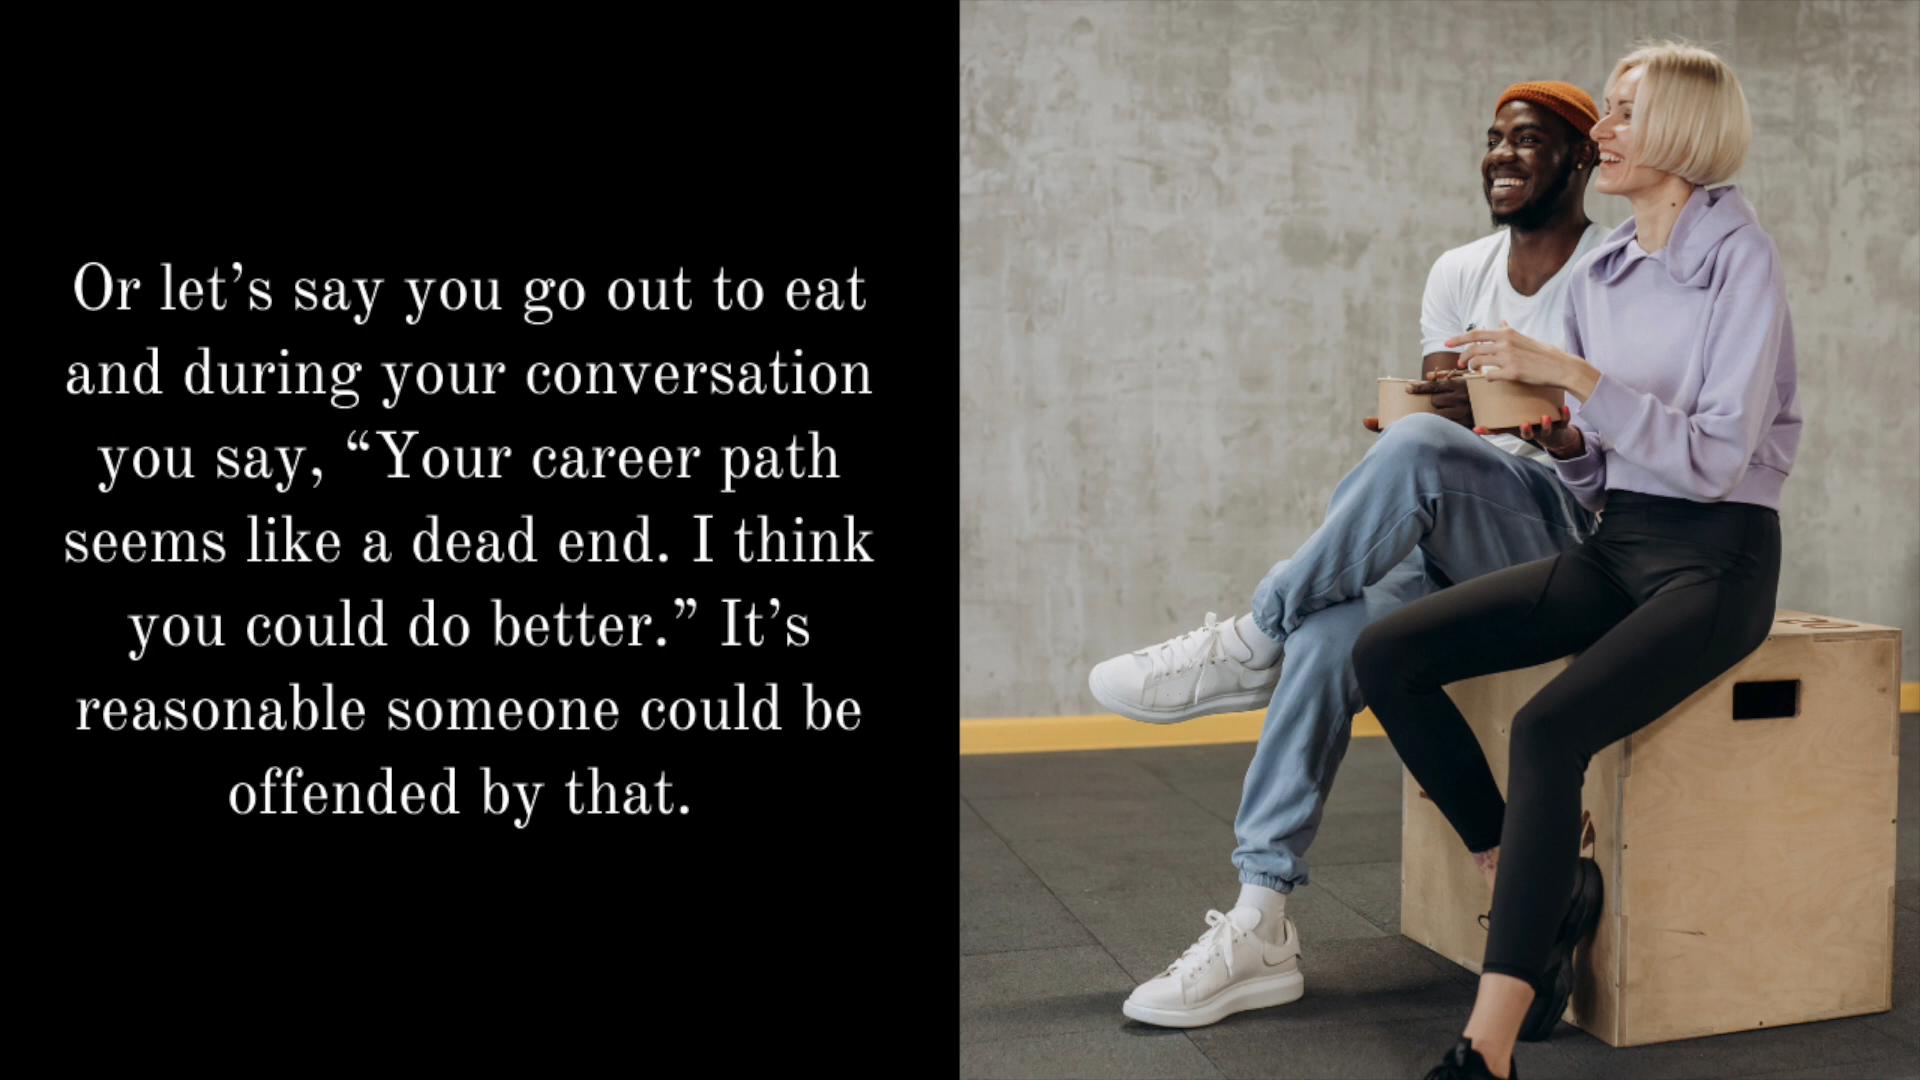 Or let’s say you go out to eat
and during your conversation
you say, “Your career path
seems like a dead end. I think
you could do better.” It’s
reasonable someone could be
offended by that.
20